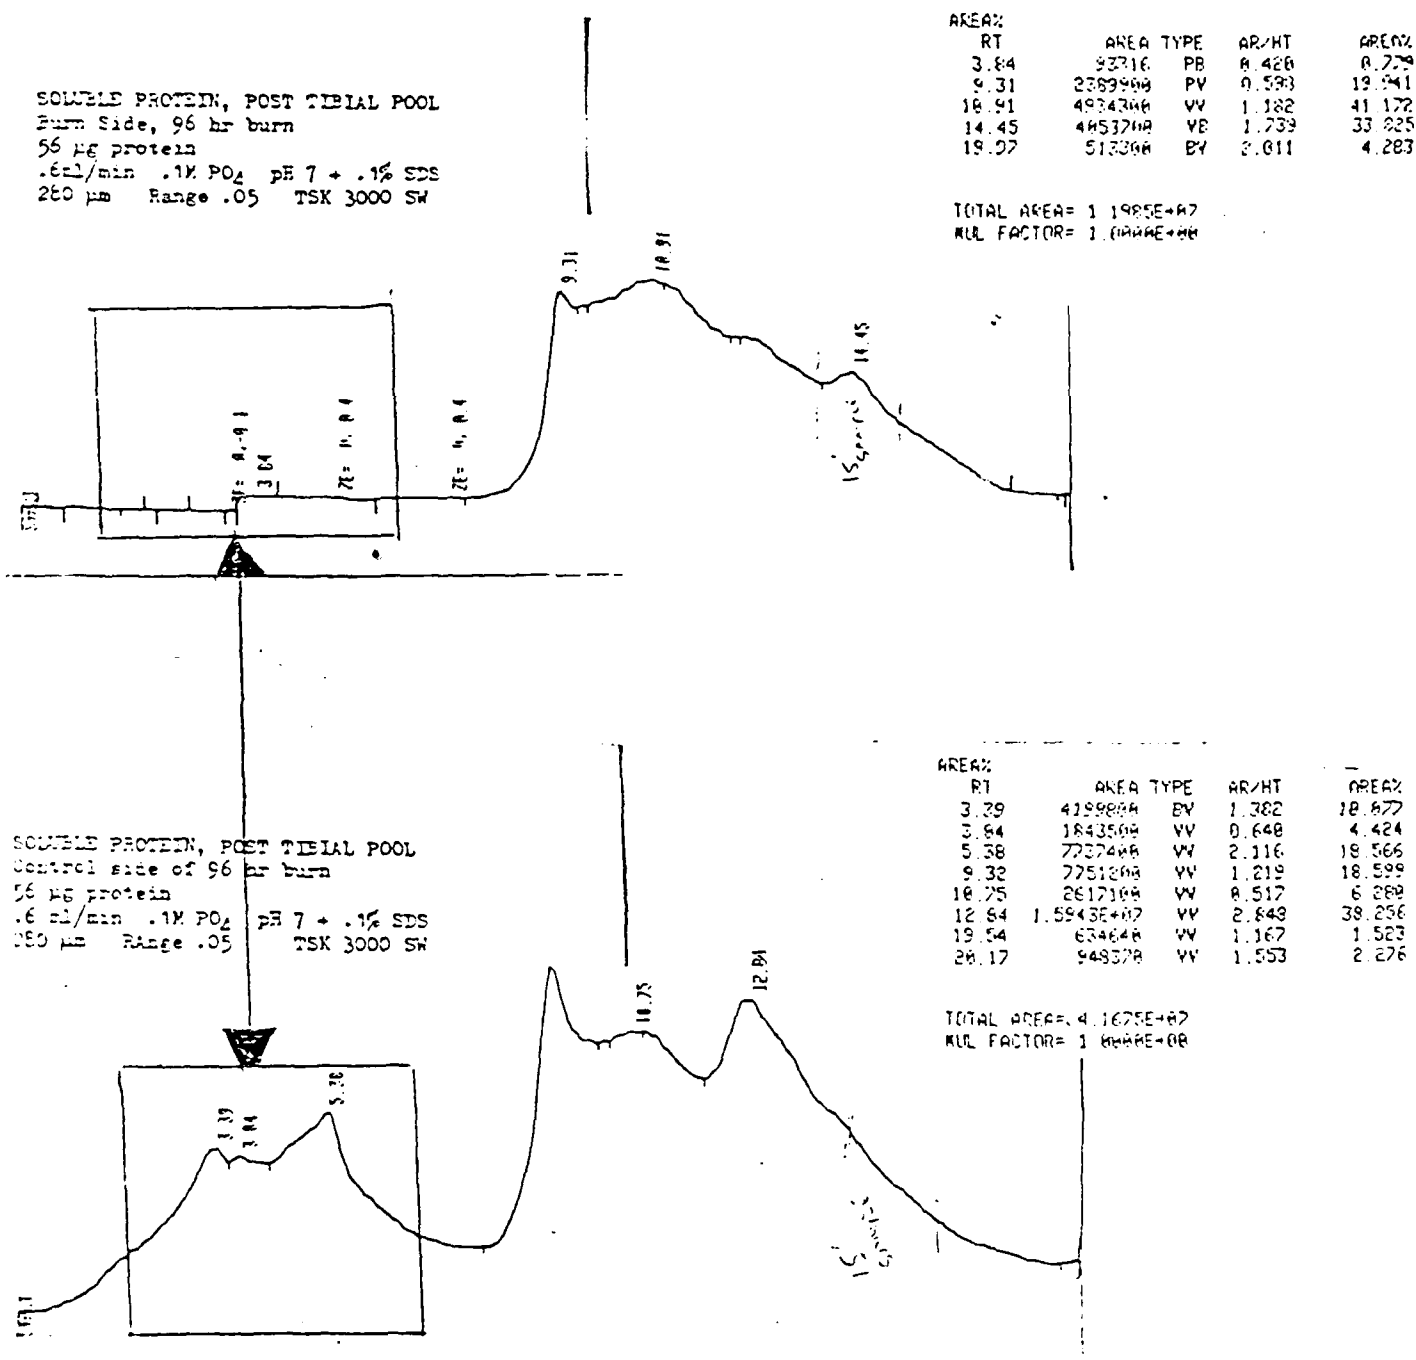 SOLUBLE PROTEIN, POST TIBIAL POOL
Burn Side, 96 hr burn
56 µg protein
.6ml/min .1M PO4 pH 7 + .1% SDS
280 µm Range .05 TSK 3000 SW
AREA%
RT AREA TYPE AR/HT AREA%
3.84 93316 PB 0.420 0.779
9.31 2389900 PV 0.593 19.941
10.91 4934300 VV 1.182 41.172
14.45 4053700 VB 1.739 33.825
19.97 513300 BV 2.011 4.283
TOTAL AREA= 1.1985E+07
MUL FACTOR= 1.0000E+00
9.31
10.91
14.45
3.84
SOLUBLE PROTEIN, POST TIBIAL POOL
Control side of 96 hr burn
56 µg protein
.6 ml/min .1M PO4 pH 7 + .1% SDS
280 µm RAnge .05 TSK 3000 SW
AREA%
RT AREA TYPE AR/HT AREA%
3.39 4199800 BV 1.382 10.077
3.84 1843500 VV 0.640 4.424
5.38 7737400 VV 2.116 18.566
9.32 7751200 VV 1.219 18.599
10.75 2617100 VV 0.517 6.280
12.84 1.5943E+07 VV 2.843 38.256
19.54 634640 VV 1.167 1.523
20.17 948370 VV 1.553 2.276
TOTAL AREA= 4.1675E+07
MUL FACTOR= 1.0000E+00
10.75
12.84
3.39
3.84
5.38